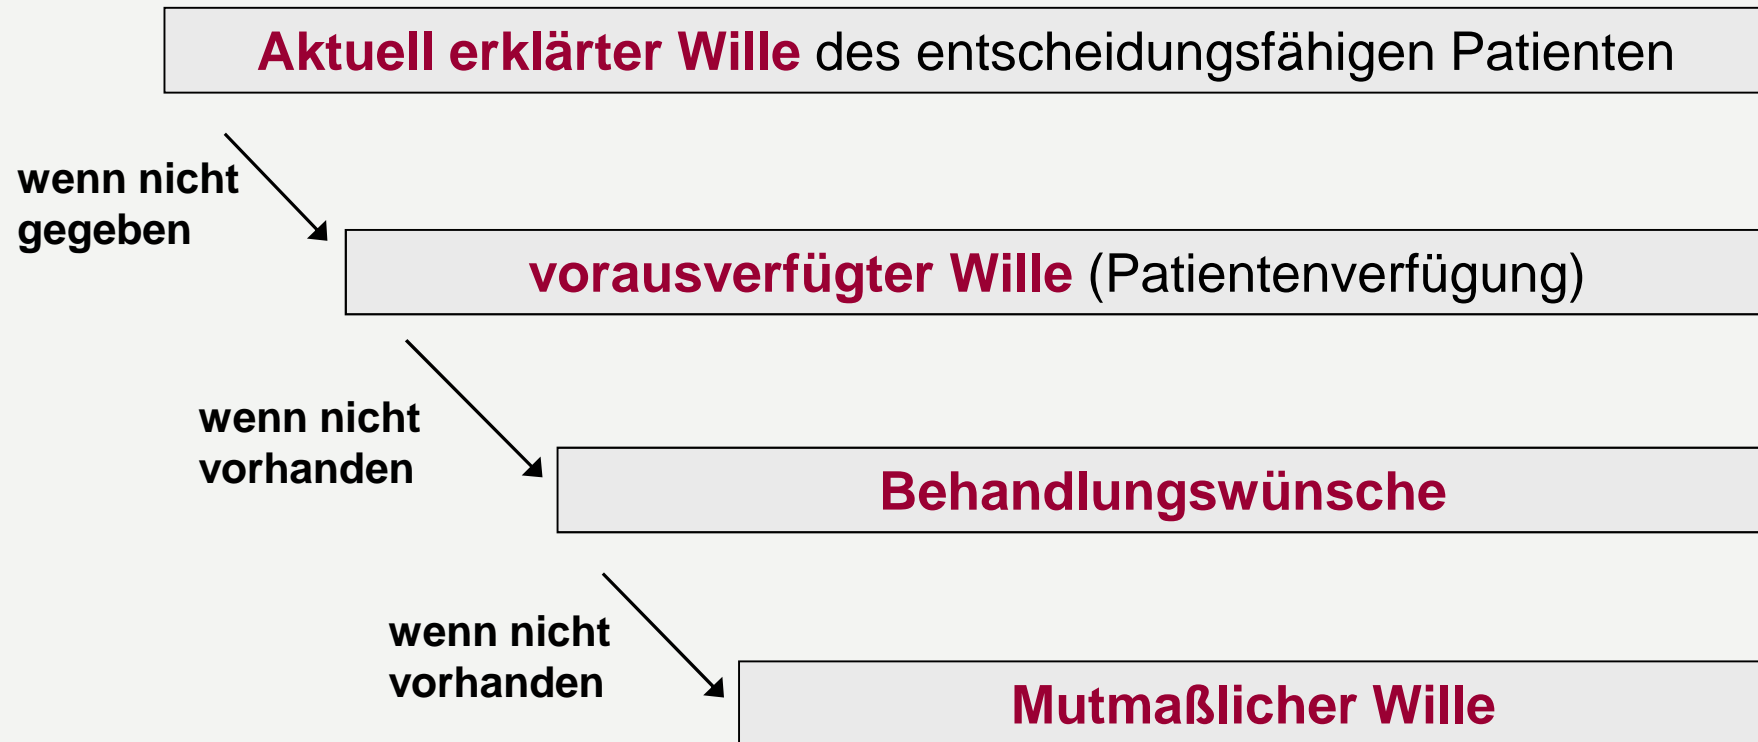 Aktuell erklärter Wille des entscheidungsfähigen Patienten
wenn nicht
gegeben
vorausverfügter Wille (Patientenverfügung)
wenn nicht
vorhanden
Behandlungswünsche
wenn nicht
vorhanden
Mutmaßlicher Wille